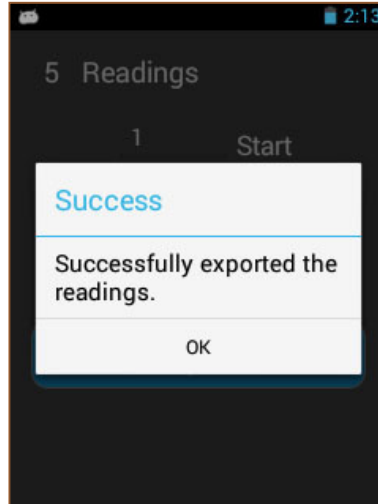 2:13
5 Readings
1 Start
Success
Successfully exported the
readings.
OK